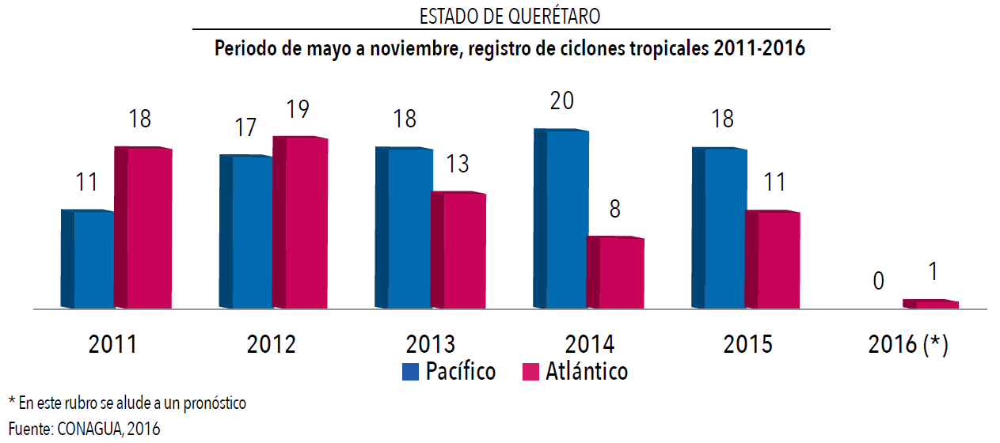 ESTADO DE QUERÉTARO
Periodo de mayo a noviembre, registro de ciclones tropicales 2011-2016
11 18 17 19 18 13 20 8 18 11 0 1
2011 2012 2013 2014 2015 2016 (*)
Pacífico Atlántico
* En este rubro se alude a un pronóstico
Fuente: CONAGUA, 2016